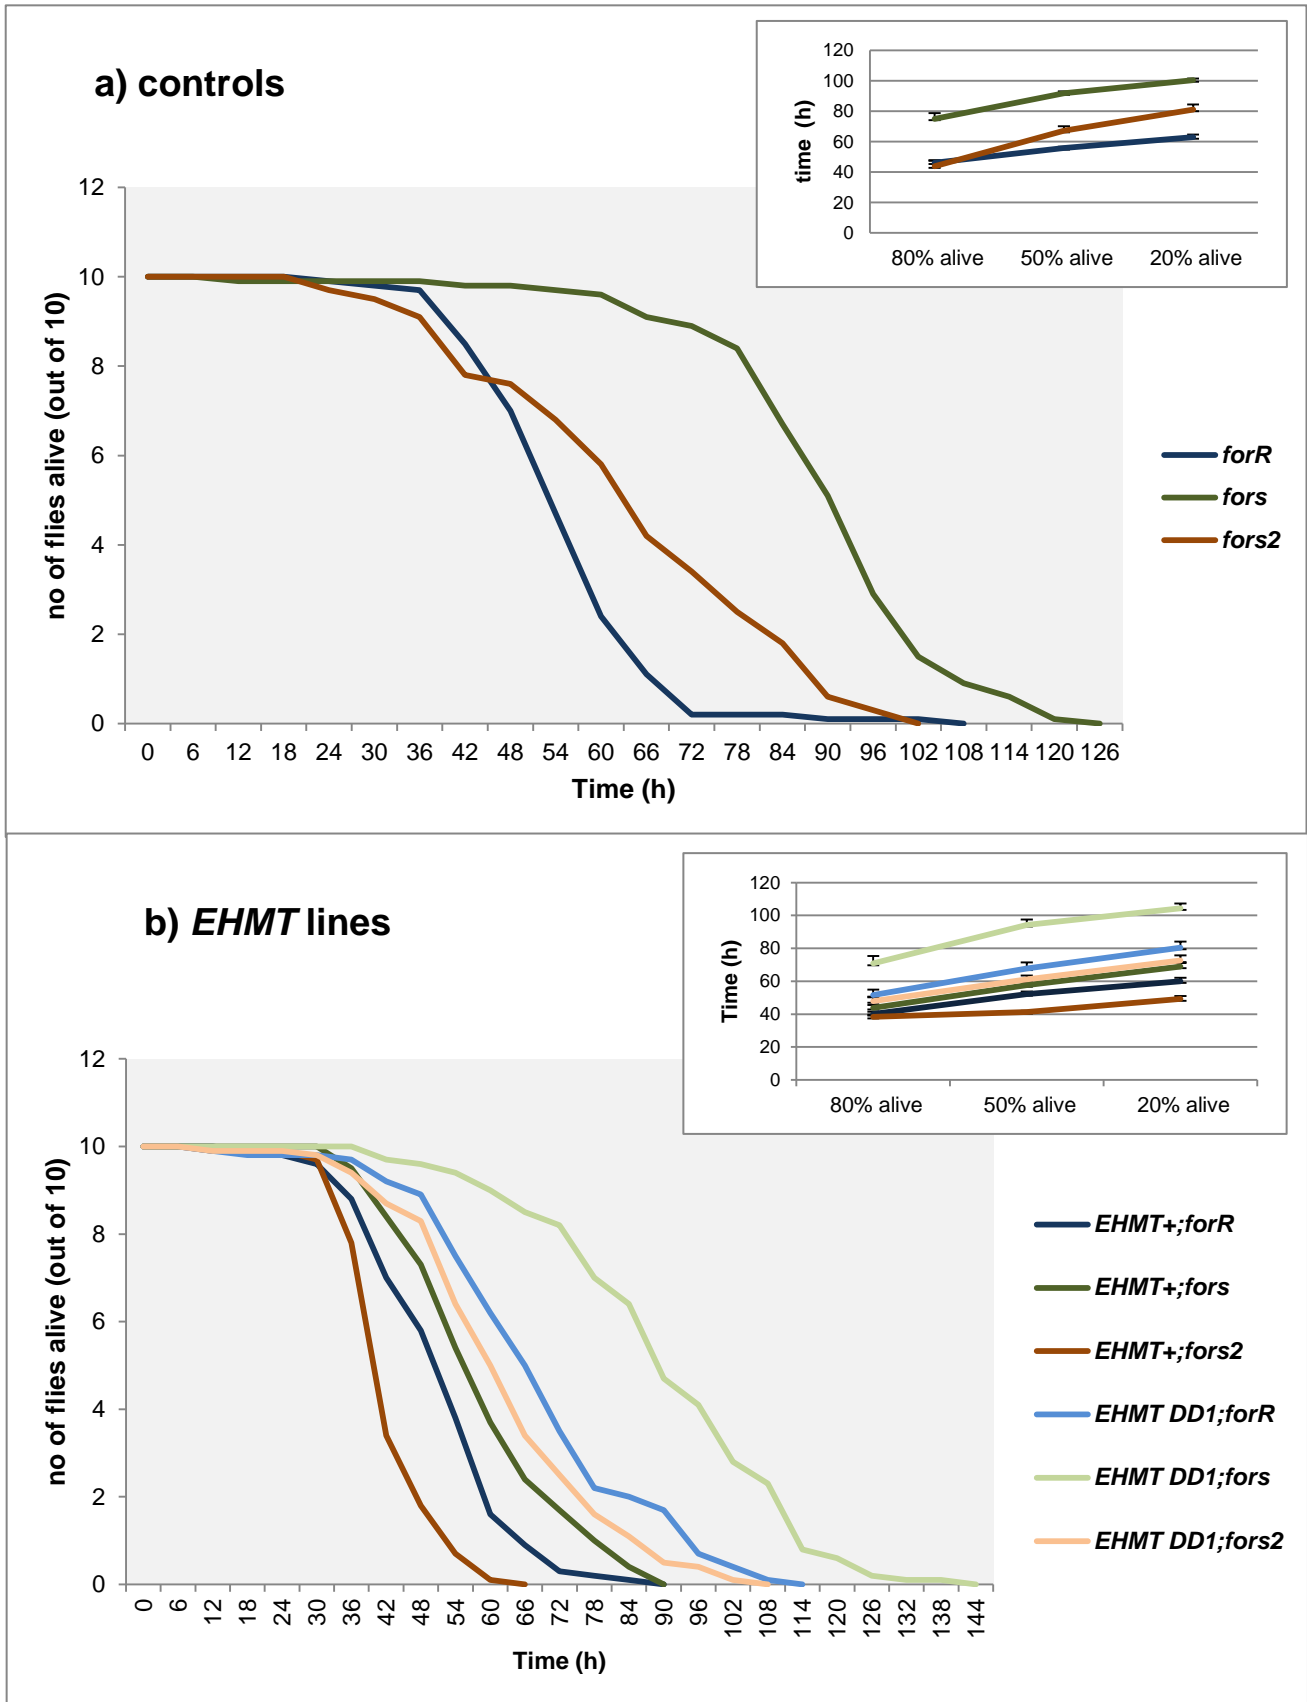 a) controls
120
100
80
60
40
20
0
time (h)
80% alive 50% alive 20% alive
12
10
8
6
4
2
0
no of flies alive (out of 10)
0 6 12 18 24 30 36 42 48 54 60 66 72 78 84 90 96 102 108 114 120 126
Time (h)
forR
fors
fors2
b) EHMT lines
120
100
80
60
40
20
0
Time (h)
80% alive 50% alive 20% alive
12
10
8
6
4
2
0
no of flies alive (out of 10)
0 6 12 18 24 30 36 42 48 54 60 66 72 78 84 90 96 102 108 114 120 126 132 138 144
Time (h)
EHMT+;forR
EHMT+;fors
EHMT+;fors2
EHMT DD1;forR
EHMT DD1;fors
EHMT DD1;fors2